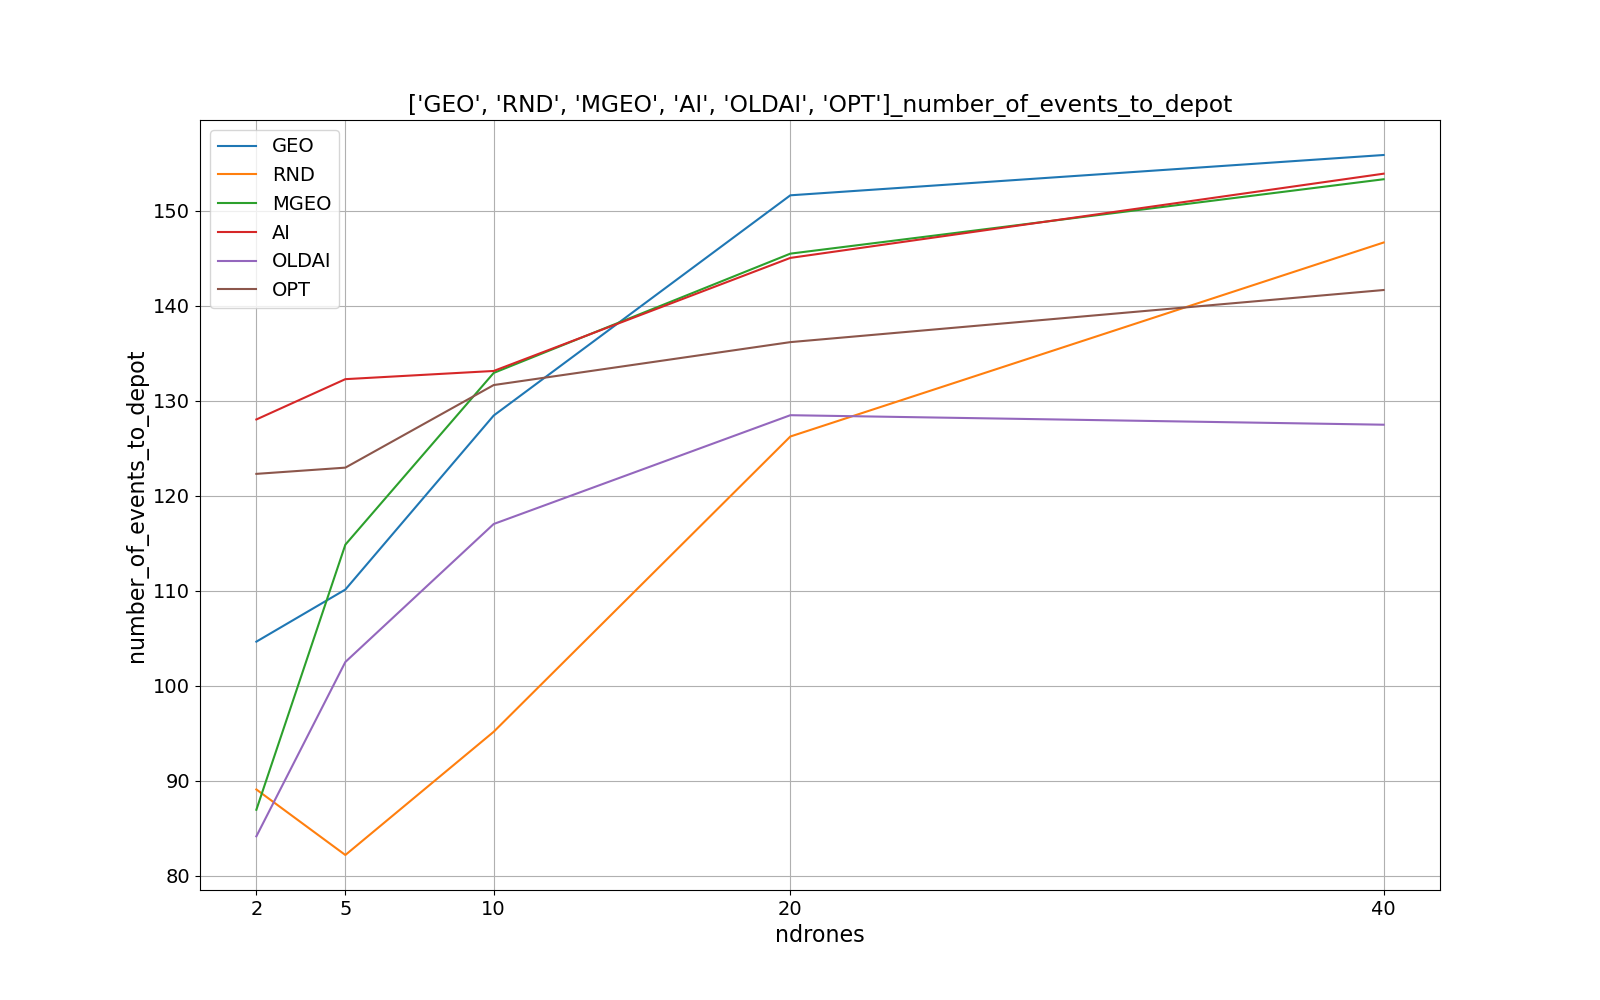 ['GEO', 'RND', 'MGEO', 'AI', 'OLDAI', 'OPT']_number_of_events_to_depot
GEO
RND
MGEO
AI
OLDAI
OPT
number_of_events_to_depot
150
140
130
120
110
100
90
80
2 5 10 20 40
ndrones